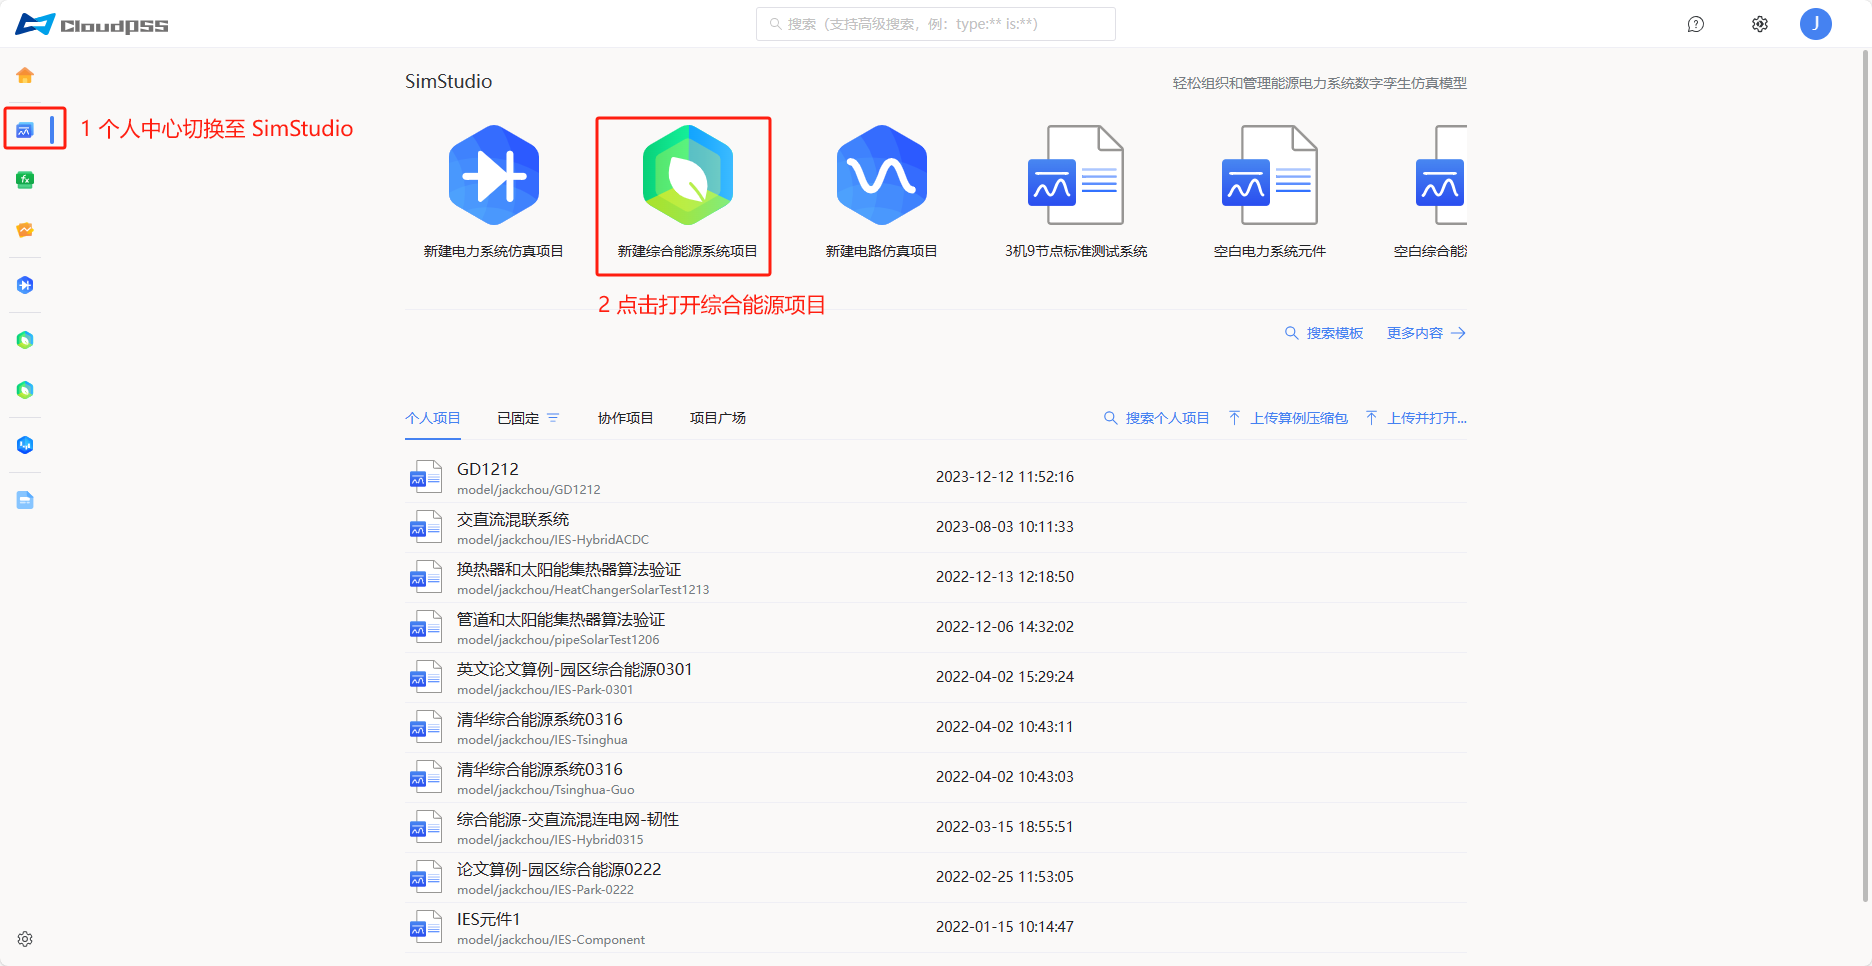 CloudPSS
搜索（支持高级搜索，例：type:** is:**）
J
1 个人中心切换至 SimStudio
SimStudio
轻松组织和管理能源电力系统数字孪生仿真模型
新建电力系统仿真项目
新建综合能源系统项目
新建电路仿真项目
3机9节点标准测试系统
空白电力系统元件
空白综合能
2 点击打开综合能源项目
搜索模板
更多内容
个人项目
已固定
协作项目
项目广场
搜索个人项目
上传算例压缩包
上传并打开...
GD1212
model/jackchou/GD1212
2023-12-12 11:52:16
交直流混联系统
model/jackchou/IES-HybridACDC
2023-08-03 10:11:33
换热器和太阳能集热器算法验证
model/jackchou/HeatChangerSolarTest1213
2022-12-13 12:18:50
管道和太阳能集热器算法验证
model/jackchou/pipeSolarTest1206
2022-12-06 14:32:02
英文论文算例-园区综合能源0301
model/jackchou/IES-Park-0301
2022-04-02 15:29:24
清华综合能源系统0316
model/jackchou/IES-Tsinghua
2022-04-02 10:43:11
清华综合能源系统0316
model/jackchou/Tsinghua-Guo
2022-04-02 10:43:03
综合能源-交直流混连电网-韧性
model/jackchou/IES-Hybrid0315
2022-03-15 18:55:51
论文算例-园区综合能源0222
model/jackchou/IES-Park-0222
2022-02-25 11:53:05
IES元件1
model/jackchou/IES-Component
2022-01-15 10:14:47